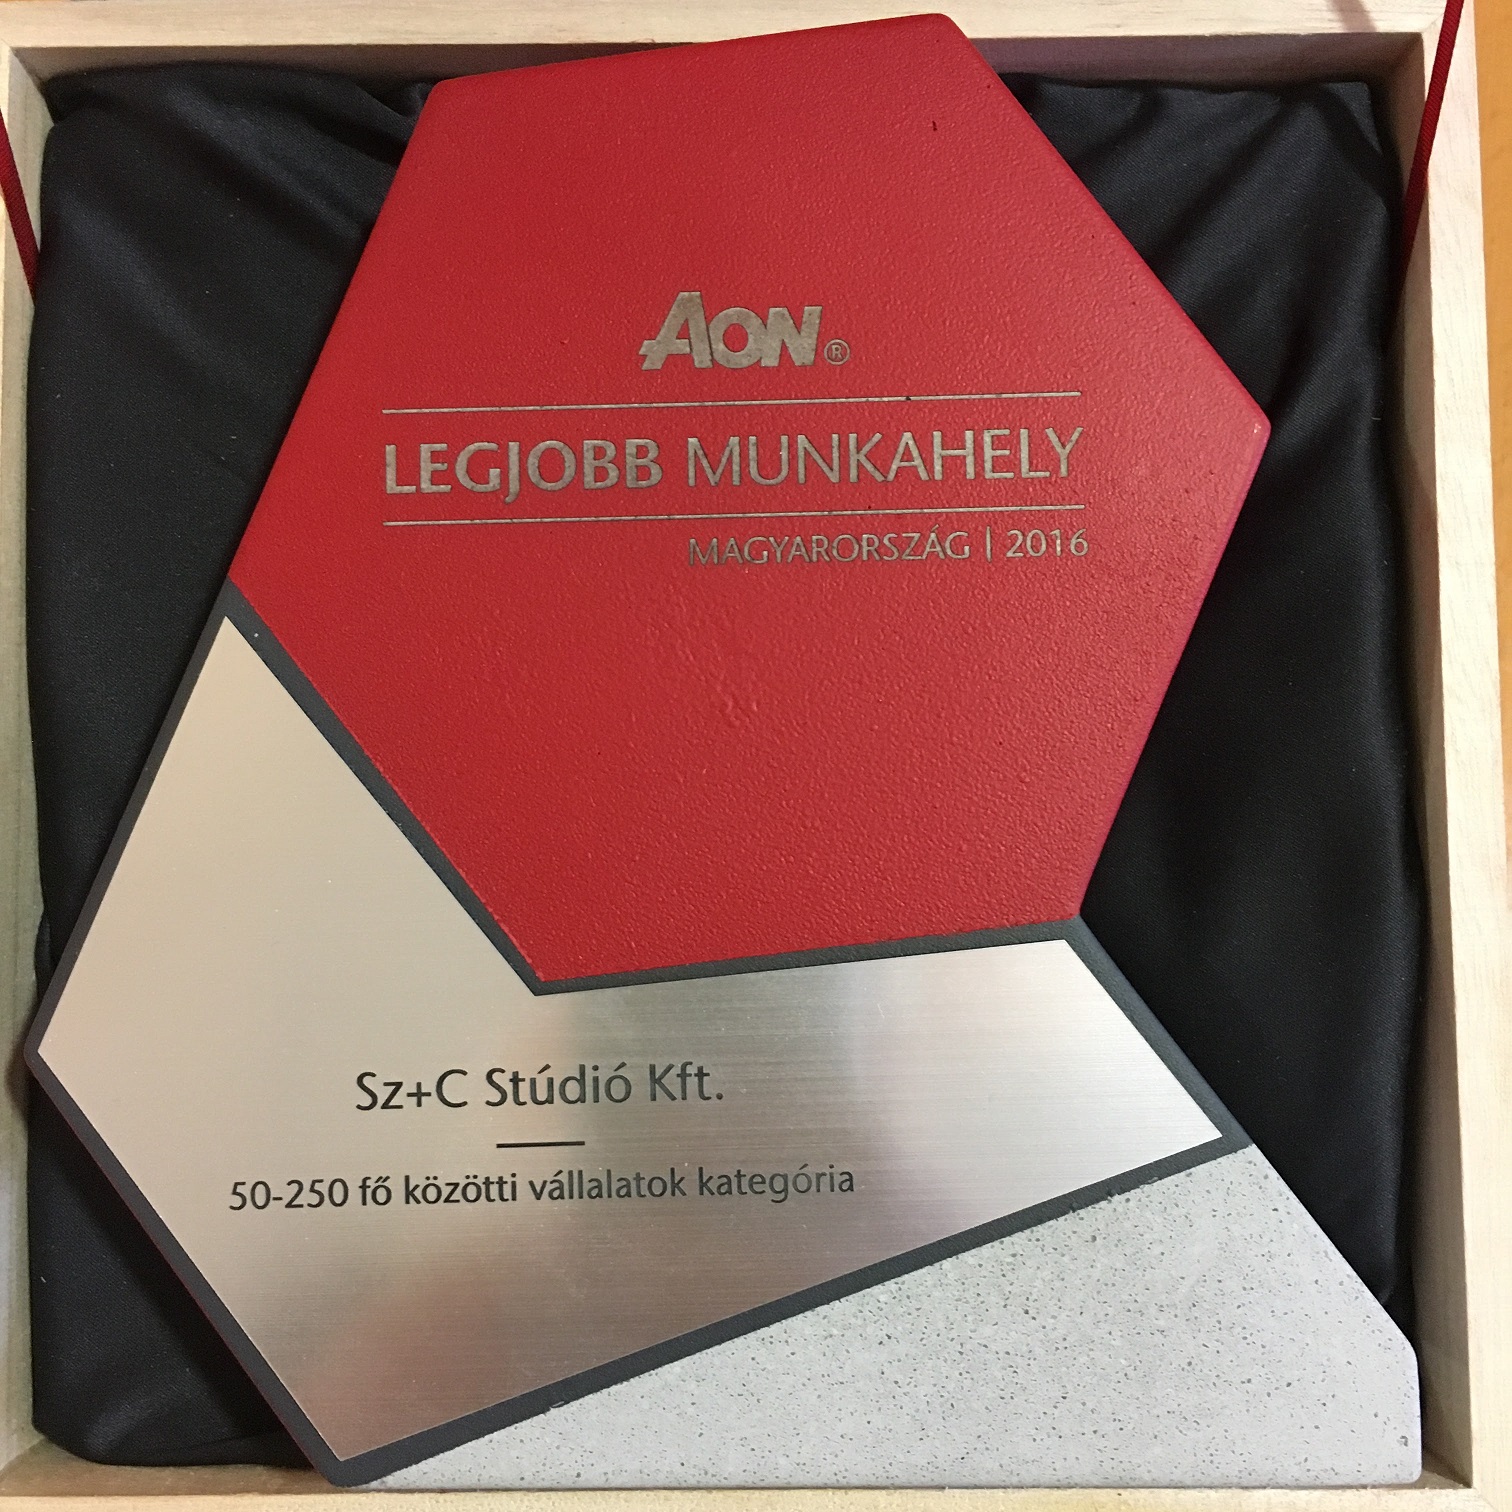 AON®
LEGJOBB MUNKAHELY
MAGYARORSZÁG | 2016
Sz+C Stúdió Kft.
50-250 fő közötti vállalatok kategória